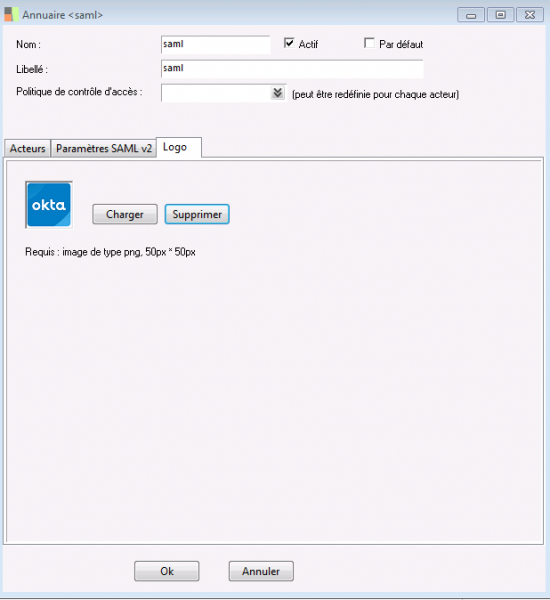 Annuaire <saml>
Nom : saml Actif Par défaut
Libellé : saml
Politique de contrôle d'accès : (peut être redéfinie pour chaque acteur)
Acteurs Paramètres SAML v2 Logo
okta Charger Supprimer
Requis : image de type png, 50px * 50px
Ok Annuler